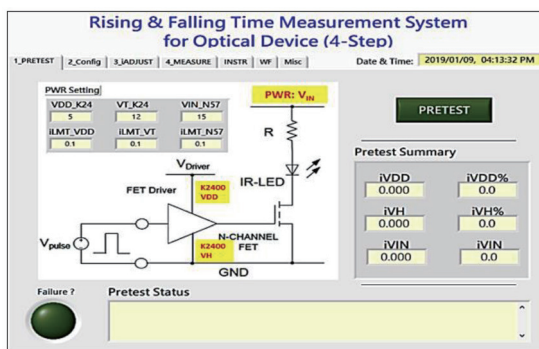 Rising & Falling Time Measurement System
for Optical Device (4-Step)
1_PRETEST 2_Config 3_iADJUST 4_MEASURE INSTR WF Misc Date & Time: 2019/01/09, 04:13:32 PM
PWR Setting
VDD_K24 VT_K24 VIN_N57
5 12 15
iLMT_VDD iLMT_VT iLMT_N57
0.1 0.1 0.1
PWR: VIN
R
IR-LED
VDriver
FET Driver
K2400
VDD
Vpulse
N-CHANNEL
FET
K2400
VH
GND
PRETEST
Pretest Summary
iVDD iVDD%
0.000 0.0
iVH iVH%
0.000 0.0
iVIN iVIN
0.000 0.0
Failure ? Pretest Status